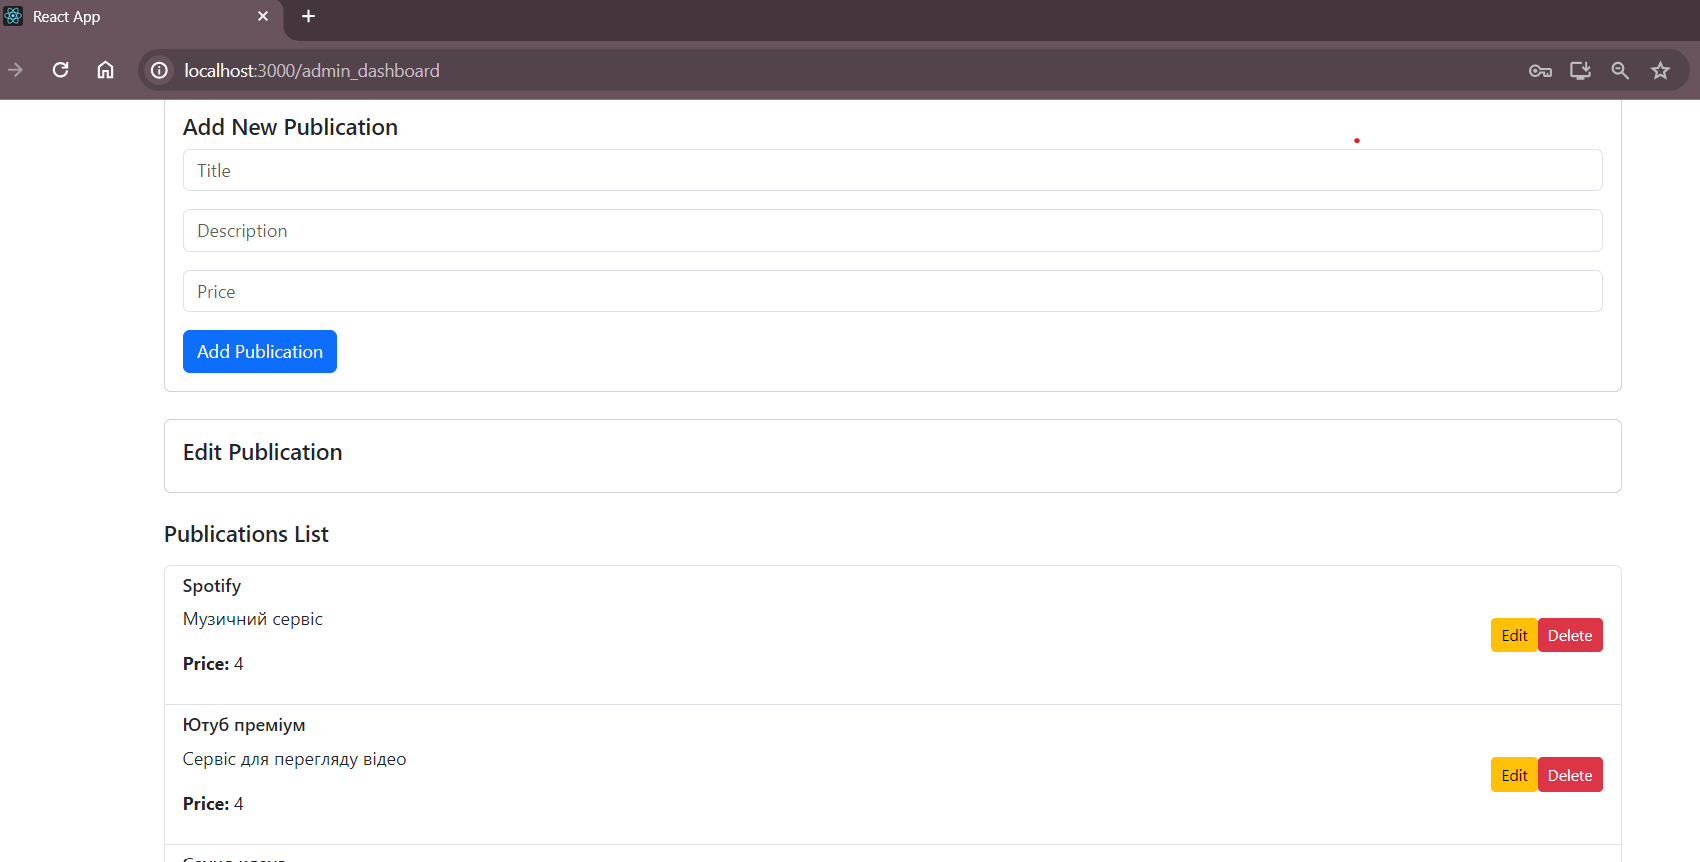 React App
localhost:3000/admin_dashboard
Add New Publication
Title
Description
Price
Add Publication
Edit Publication
Publications List
Spotify
Музичний сервіс
Price: 4
Edit Delete
Ютуб преміум
Сервіс для перегляду відео
Price: 4
Edit Delete